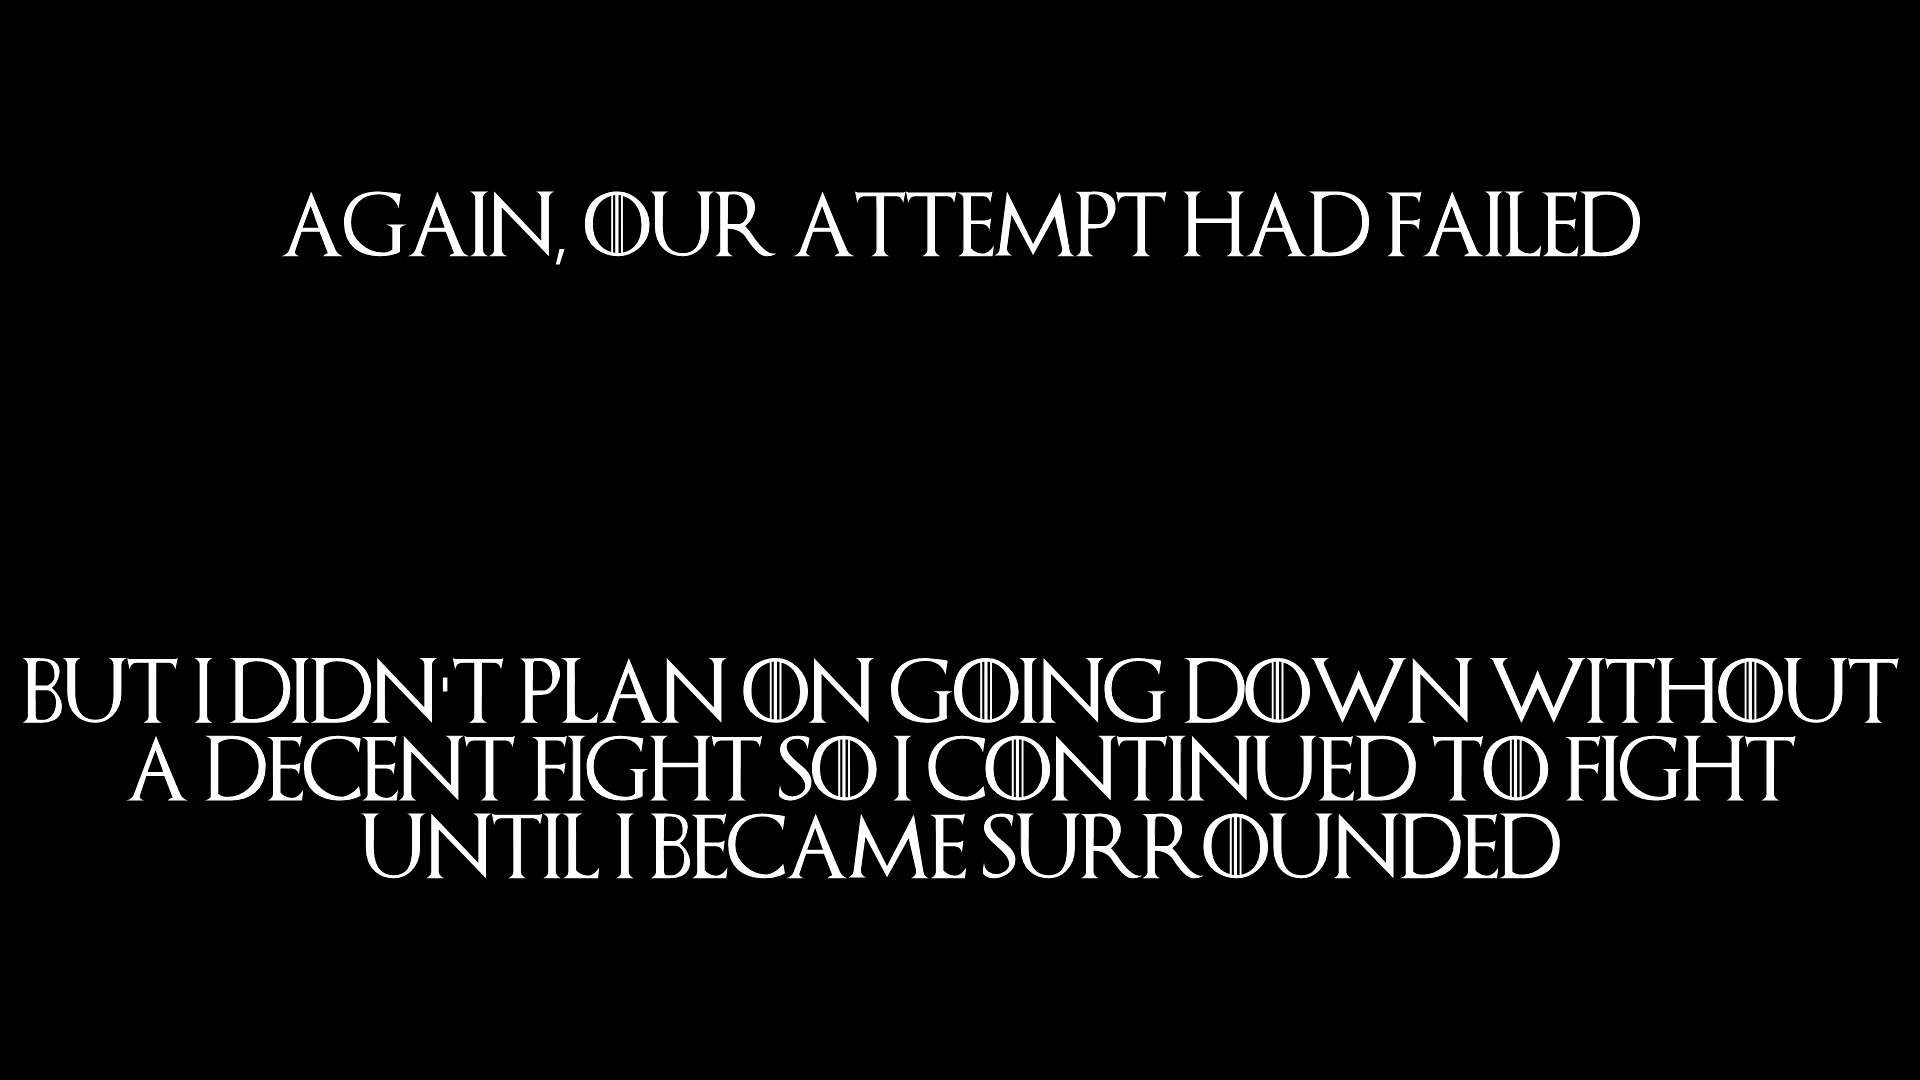 AGAIN, OUR ATTEMPT HAD FAILED
BUT I DIDN'T PLAN ON GOING DOWN WITHOUT
A DECENT FIGHT SO I CONTINUED TO FIGHT
UNTIL I BECAME SURROUNDED